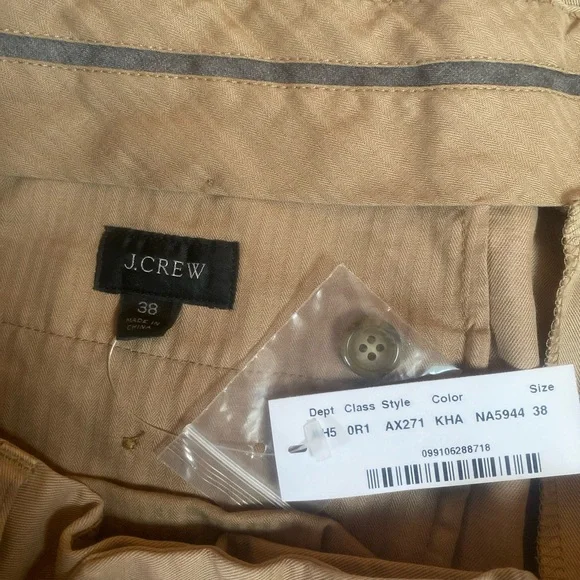 J.CREW
38
MADE IN
CHINA
Dept Class Style Color Size
H5 0R1 AX271 KHA NA5944 38
099106288718